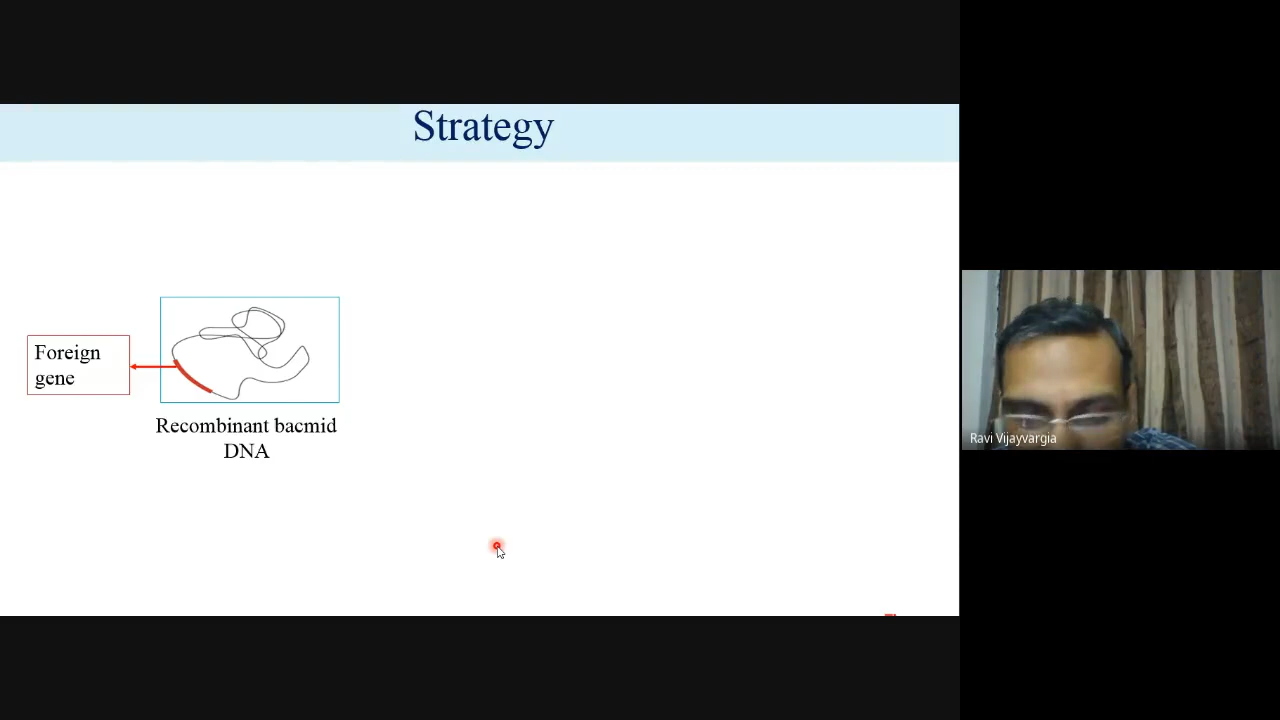 Strategy
Foreign
gene
Recombinant bacmid
DNA
Ravi Vijayvargia